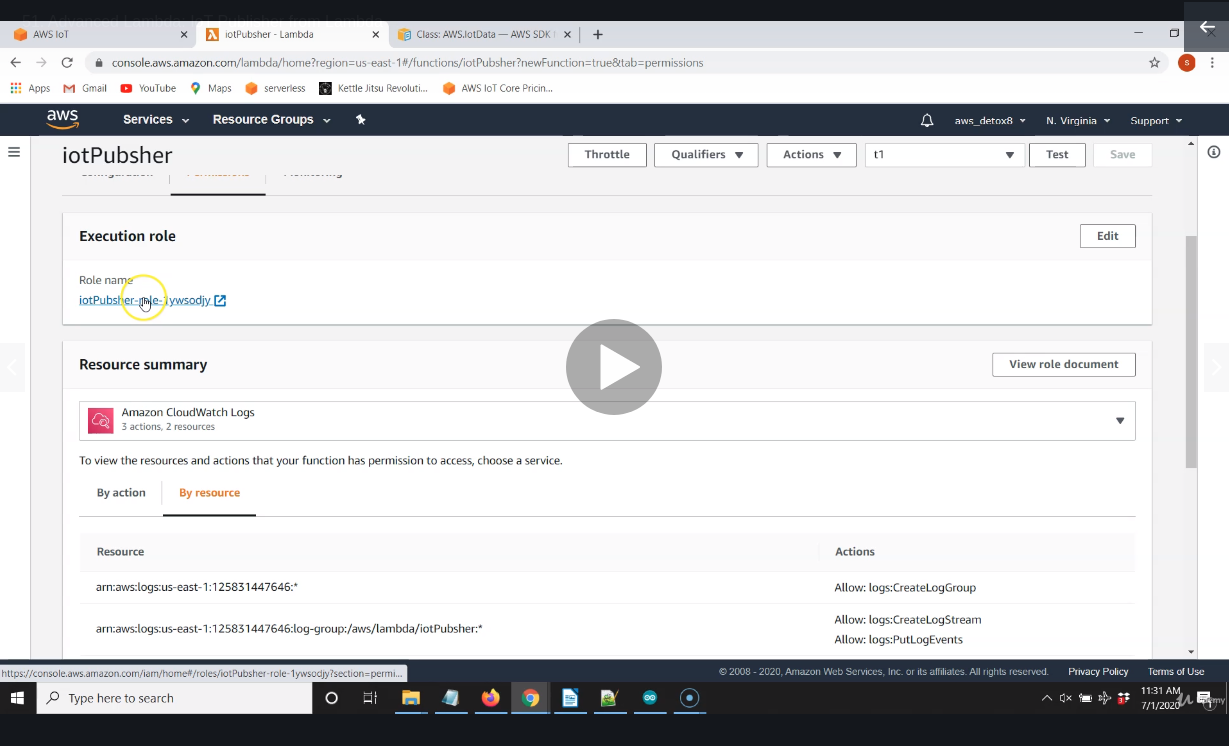 51. Advanced Lambda: IoT Publisher from Lambda
AWS IoT
iotPubsher - Lambda
Class: AWS.IotData — AWS SDK
console.aws.amazon.com/lambda/home?region=us-east-1#/functions/iotPubsher?newFunction=true&tab=permissions
s
Apps
Gmail
YouTube
Maps
serverless
Kettle Jitsu Revoluti...
AWS IoT Core Pricin...
aws
Services
Resource Groups
aws_detox8
N. Virginia
Support
iotPubsher
Throttle
Qualifiers
Actions
t1
Test
Save
Configuration
Permissions
Monitoring
Execution role
Edit
Role name
iotPubsher-role-1ywsodjy
Resource summary
View role document
Amazon CloudWatch Logs
3 actions, 2 resources
To view the resources and actions that your function has permission to access, choose a service.
By action
By resource
Resource
Actions
arn:aws:logs:us-east-1:125831447646:*
Allow: logs:CreateLogGroup
arn:aws:logs:us-east-1:125831447646:log-group:/aws/lambda/iotPubsher:*
Allow: logs:CreateLogStream
Allow: logs:PutLogEvents
https://console.aws.amazon.com/iam/home#/roles/iotPubsher-role-1ywsodjy?section=permi...
© 2008 - 2020, Amazon Web Services, Inc. or its affiliates. All rights reserved.
Privacy Policy
Terms of Use
Type here to search
11:31 AM
7/1/2020
1